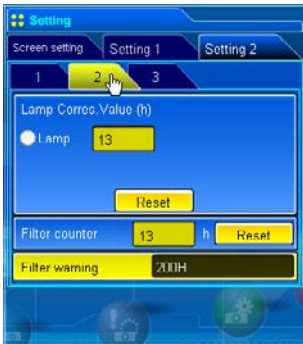 Setting
Screen setting Setting 1 Setting 2
1 2 3
Lamp Corres.Value (h)
Lamp 13
Reset
Filter counter 13 h Reset
Filter warning 200H